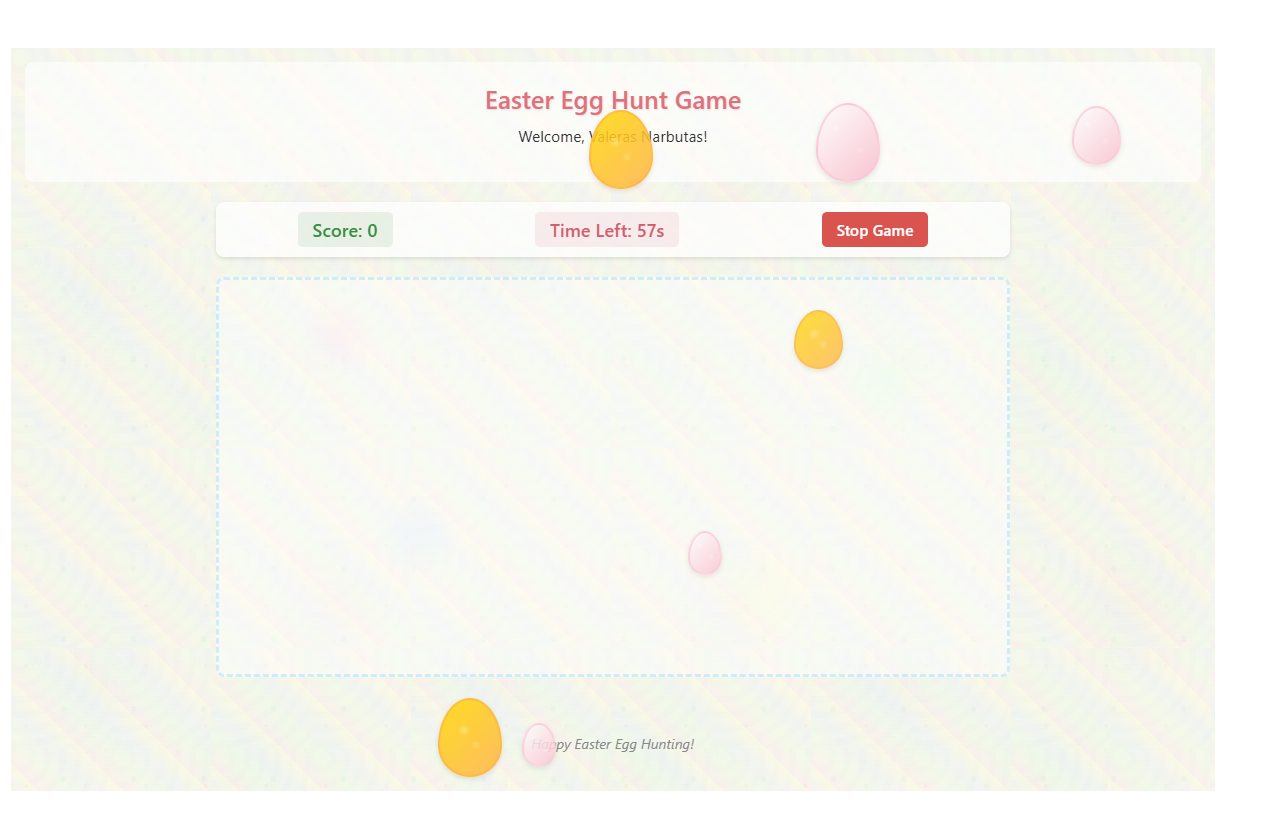 Easter Egg Hunt Game
Welcome, Valeras Narbutas!
Score: 0
Time Left: 57s
Stop Game
Happy Easter Egg Hunting!